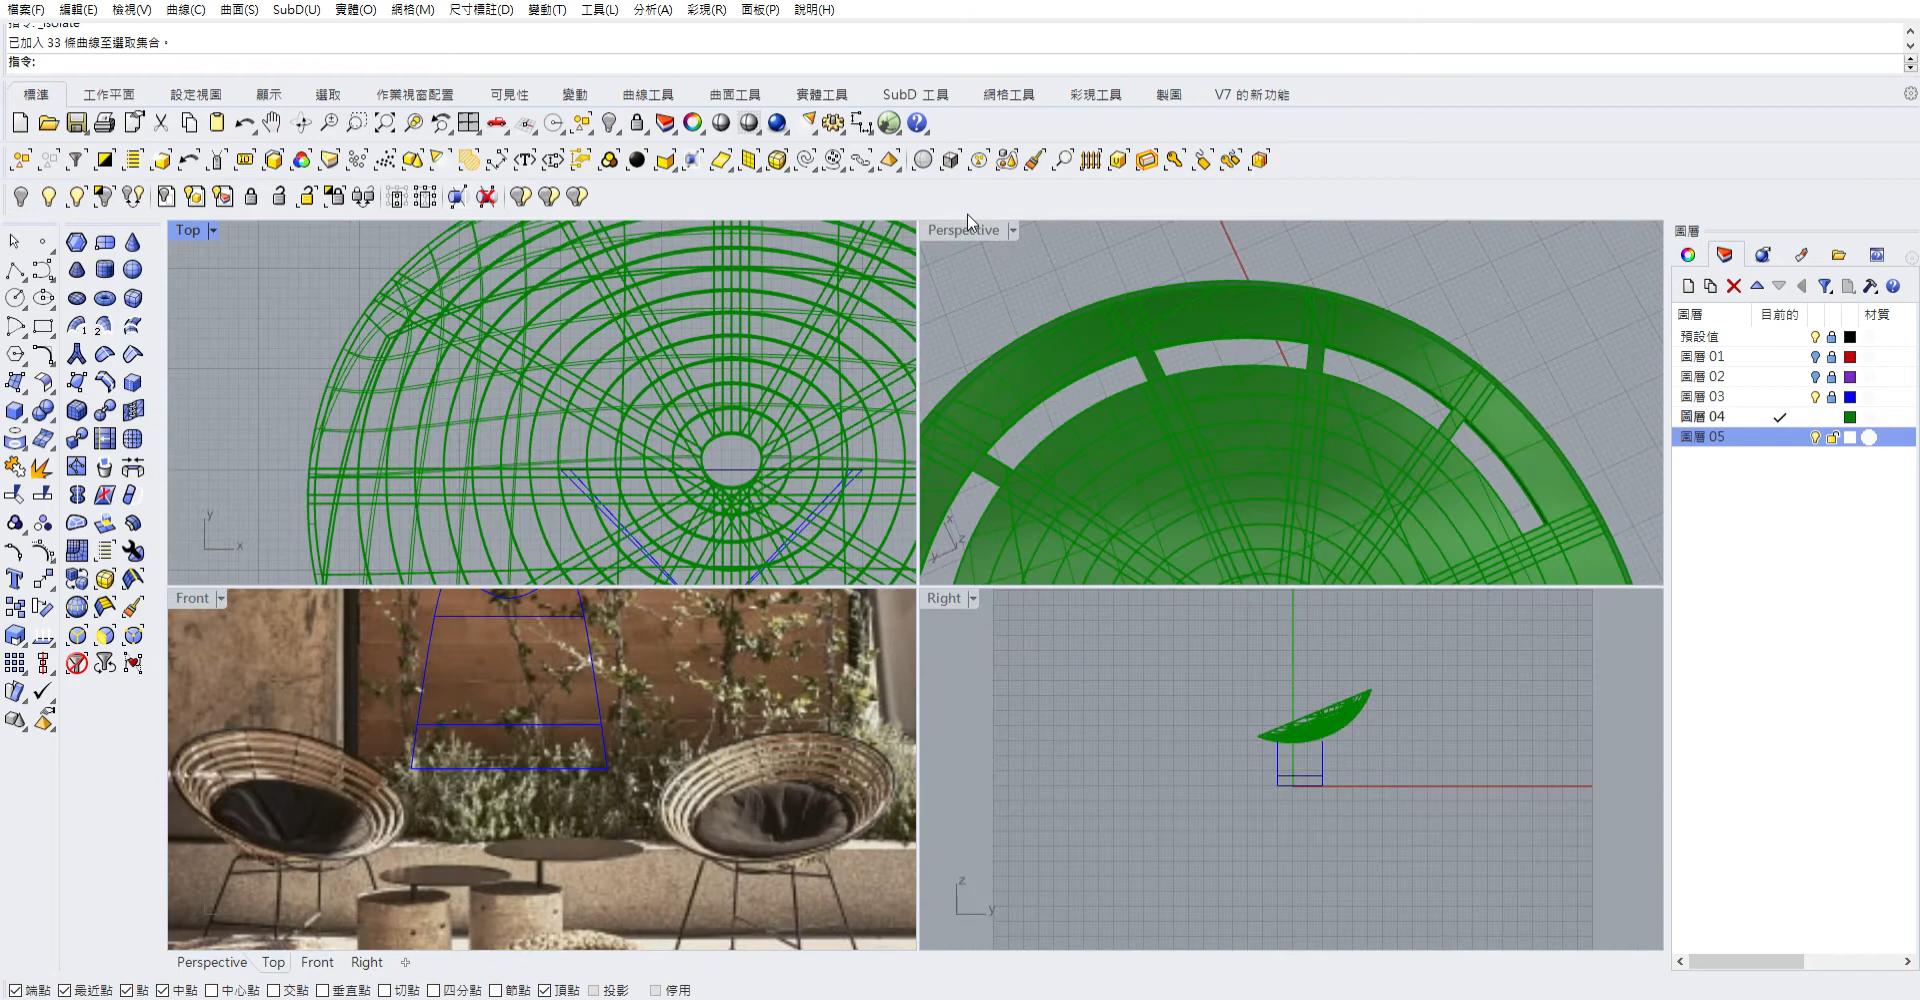 檔案(F) 編輯(E) 檢視(V) 曲線(C) 曲面(S) SubD(U) 實體(O) 網格(M) 尺寸標註(D) 變動(T) 工具(L) 分析(A) 彩現(R) 面板(P) 說明(H)
指令: _Isolate
已加入 33 條曲線至選取集合。
指令:
標準 工作平面 設定視圖 顯示 選取 作業視窗配置 可見性 變動 曲線工具 曲面工具 實體工具 SubD 工具 網格工具 彩現工具 製圖 V7 的新功能
Top
Perspective
y
x
x
z
y
Front
Right
z
y
圖層
圖層 目前的 材質
預設值
圖層 01
圖層 02
圖層 03
圖層 04
圖層 05
Perspective Top Front Right
端點 最近點 點 中點 中心點 交點 垂直點 切點 四分點 節點 頂點 投影 停用